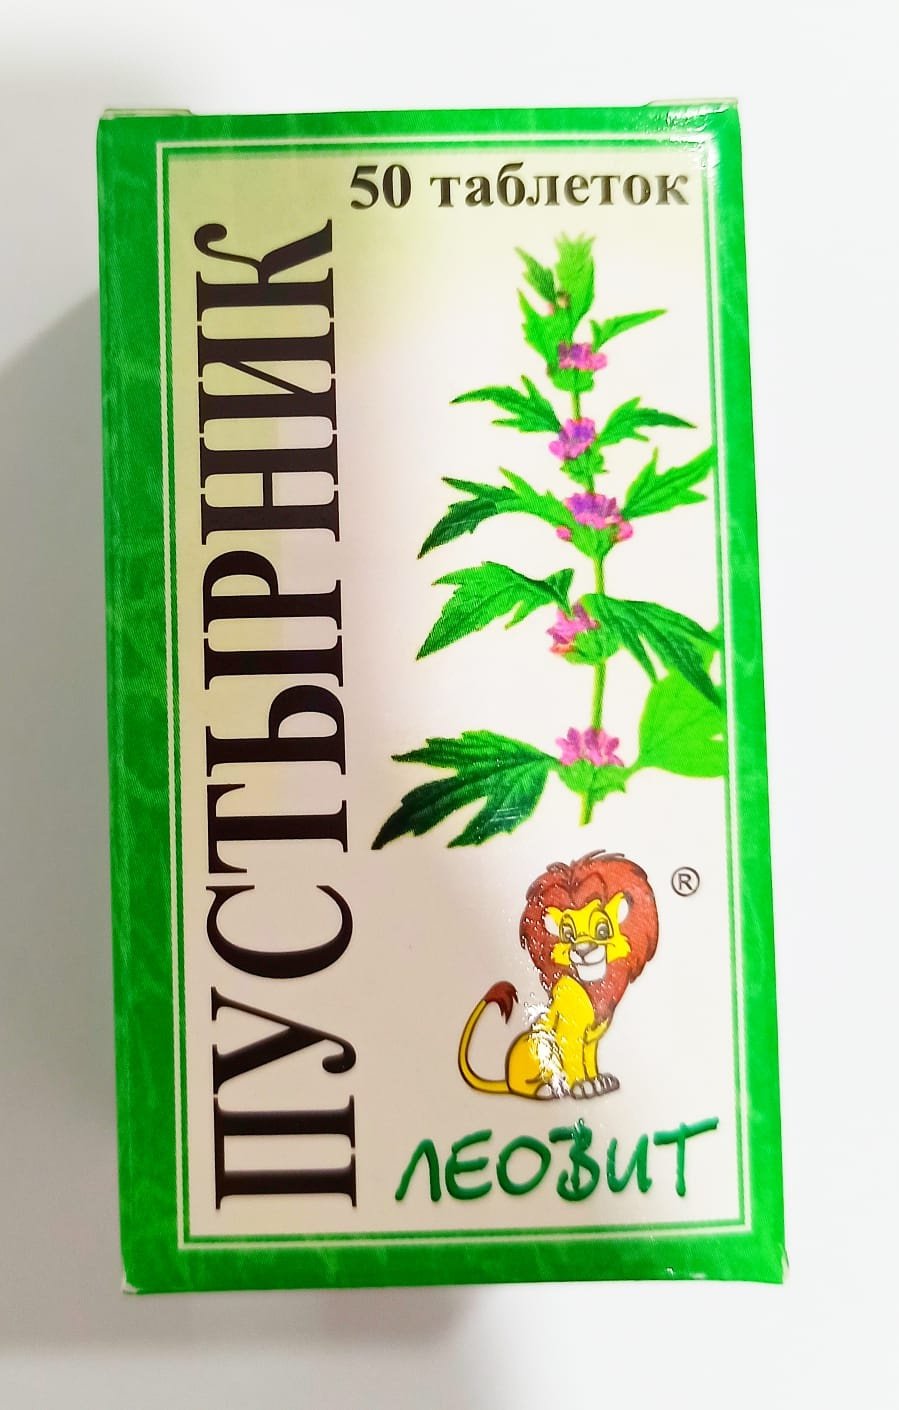 50 таблеток
ПУСТЫРНИК
®
ЛЕОВИТ